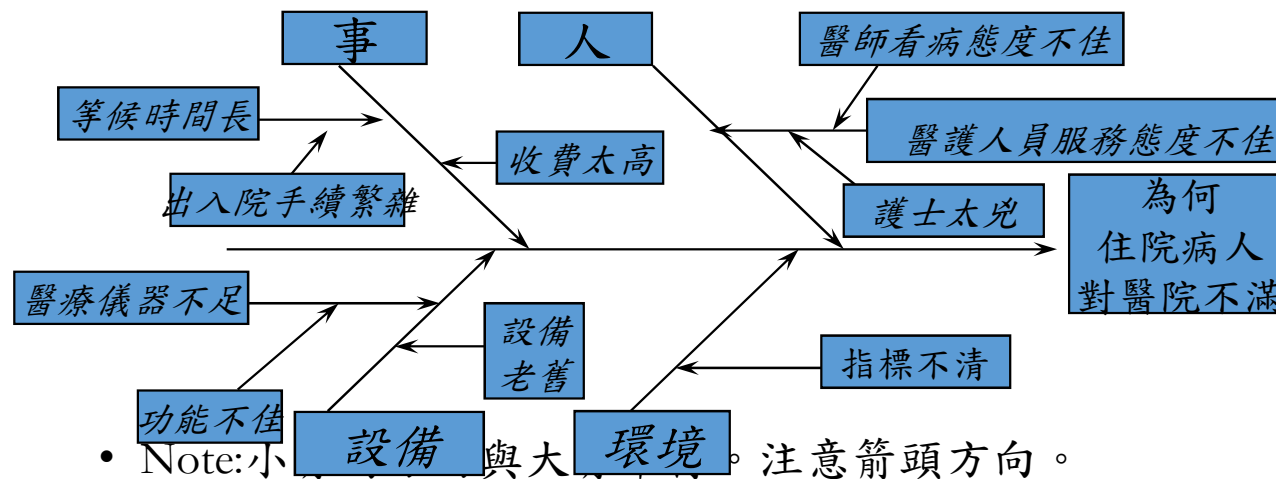 事
人
醫師看病態度不佳
等候時間長
收費太高
醫護人員服務態度不佳
出入院手續繁雜
護士太兇
為何
住院病人
對醫院不滿
醫療儀器不足
設備
老舊
指標不清
功能不佳
設備
環境
• Note:小 與大 。注意箭頭方向。